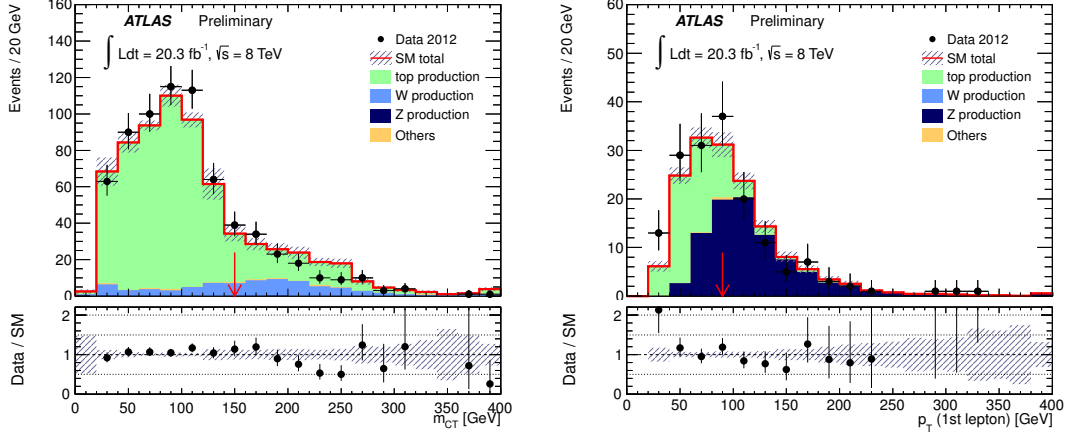 ATLAS Preliminary
∫ Ldt = 20.3 fb⁻¹, √s = 8 TeV
Data 2012
SM total
top production
W production
Z production
Others
Events / 20 GeV
160
140
120
100
80
60
40
20
0
Data / SM
2
1
0
0 50 100 150 200 250 300 350 400
m_CT [GeV]
ATLAS Preliminary
∫ Ldt = 20.3 fb⁻¹, √s = 8 TeV
Data 2012
SM total
top production
W production
Z production
Others
Events / 20 GeV
60
50
40
30
20
10
0
Data / SM
2
1
0
0 50 100 150 200 250 300 350 400
p_T (1st lepton) [GeV]